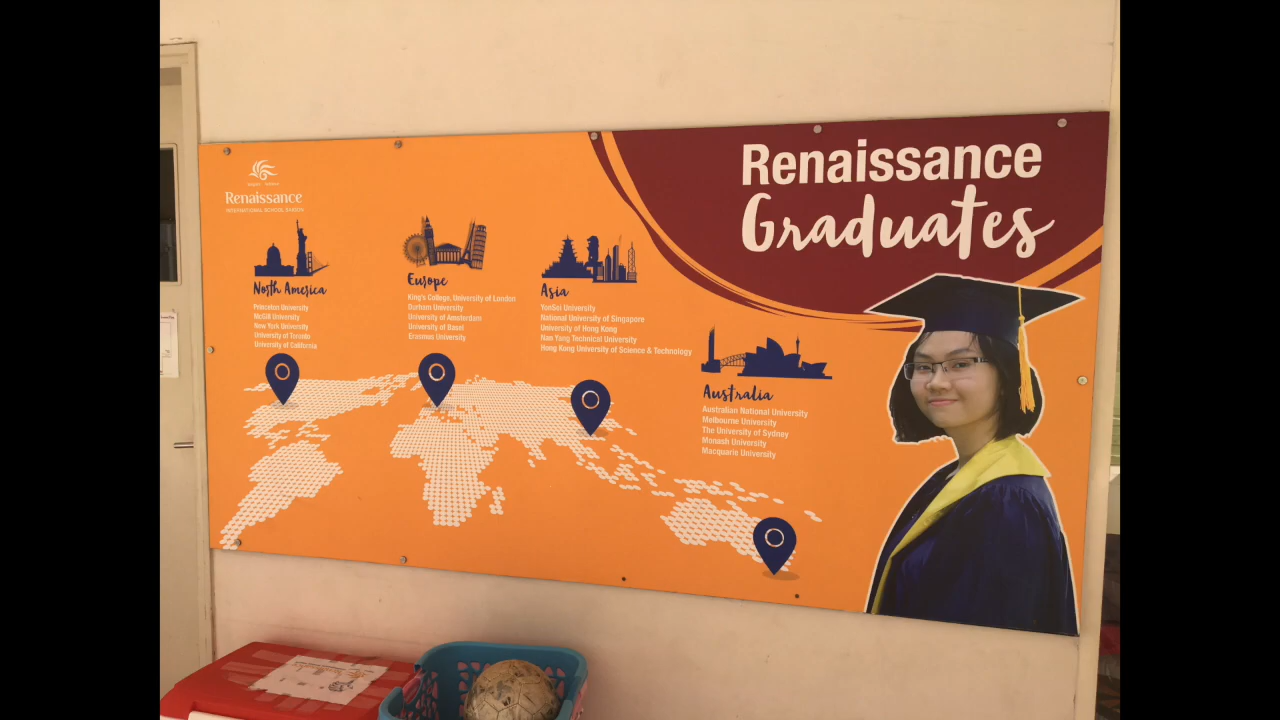 Renaissance
INTERNATIONAL SCHOOL SAIGON
Renaissance
Graduates
North America
Princeton University
McGill University
New York University
University of Toronto
University of California
Europe
King's College, University of London
Durham University
University of Amsterdam
University of Basel
Erasmus University
Asia
YonSei University
National University of Singapore
University of Hong Kong
Nan Yang Technical University
Hong Kong University of Science & Technology
Australia
Australian National University
Melbourne University
The University of Sydney
Monash University
Macquarie University